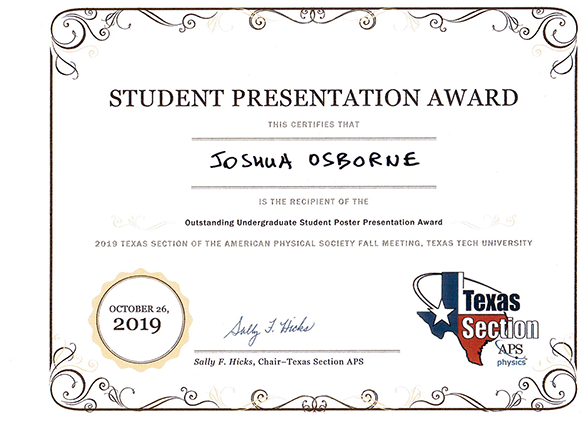 STUDENT PRESENTATION AWARD
THIS CERTIFIES THAT
JOSHUA OSBORNE
IS THE RECIPIENT OF THE
Outstanding Undergraduate Student Poster Presentation Award
2019 TEXAS SECTION OF THE AMERICAN PHYSICAL SOCIETY FALL MEETING, TEXAS TECH UNIVERSITY
OCTOBER 26,
2019
Sally F. Hicks
Sally F. Hicks, Chair–Texas Section APS
Texas
Section
APS
physics